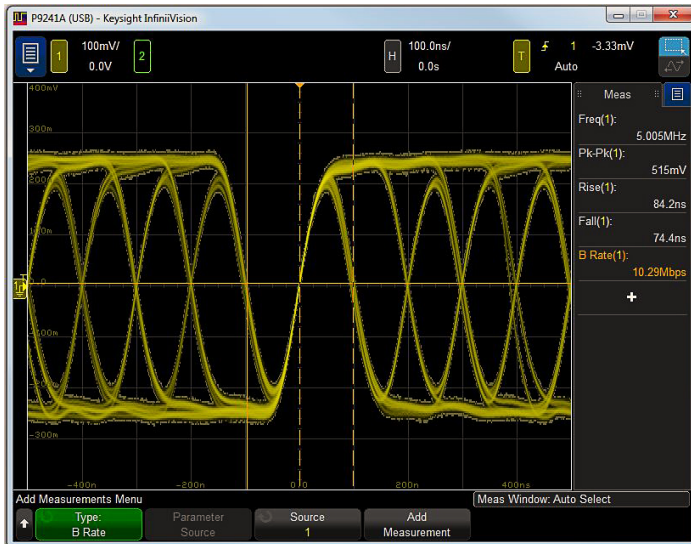 P9241A (USB) - Keysight InfiniiVision
1
100mV/
0.0V
2
H
100.0ns/
0.0s
T
1
-3.33mV
Auto
Meas
Freq(1):
5.005MHz
Pk-Pk(1):
515mV
Rise(1):
84.2ns
Fall(1):
74.4ns
B Rate(1):
10.29Mbps
+
400mV
300m
200m
100m
0.0
-300m
-400n
-200n
0.0
200n
400ns
Add Measurements Menu
Meas Window: Auto Select
Type:
B Rate
Parameter
Source
Source
1
Add
Measurement